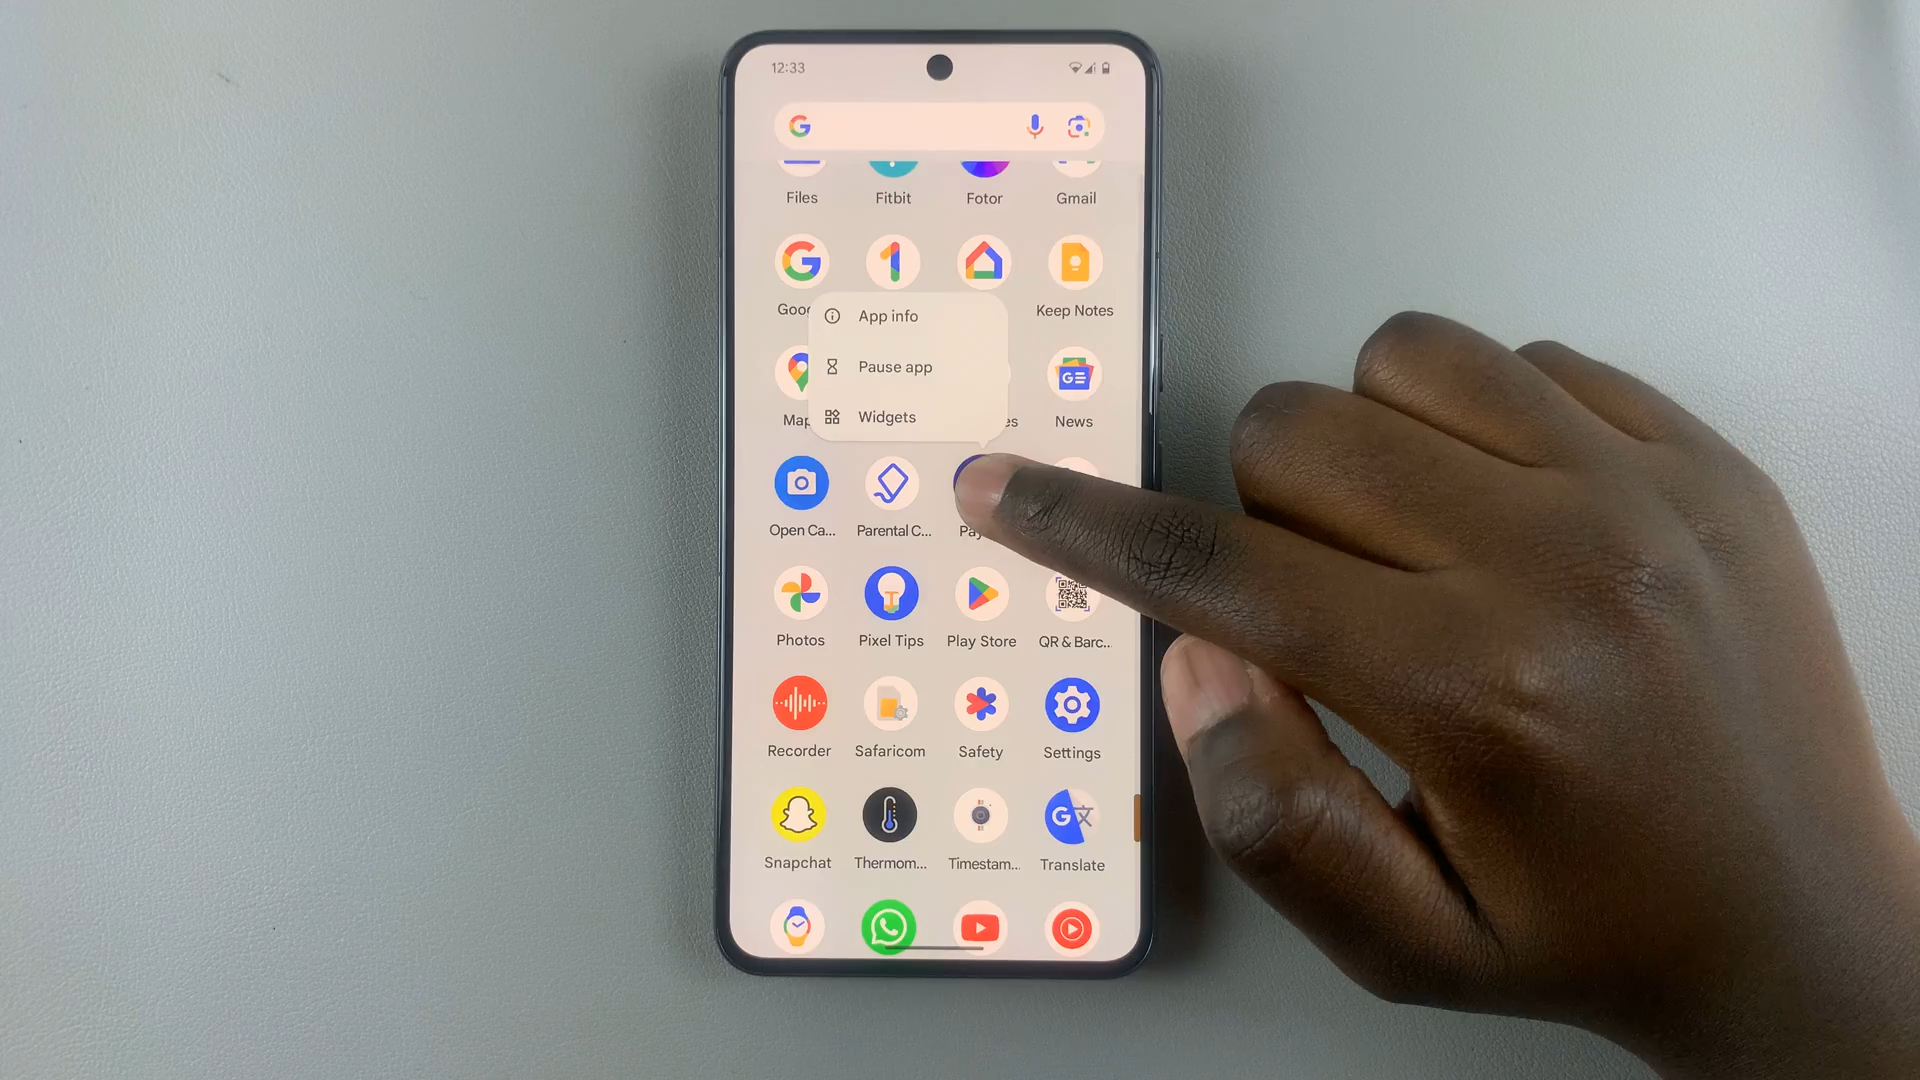 12:33
Files Fitbit Fotor Gmail
Keep Notes
App info
Pause app
Widgets
News
Open Ca... Parental C...
Photos Pixel Tips Play Store QR & Barc...
Recorder Safaricom Safety Settings
Snapchat Thermom... Timestam... Translate